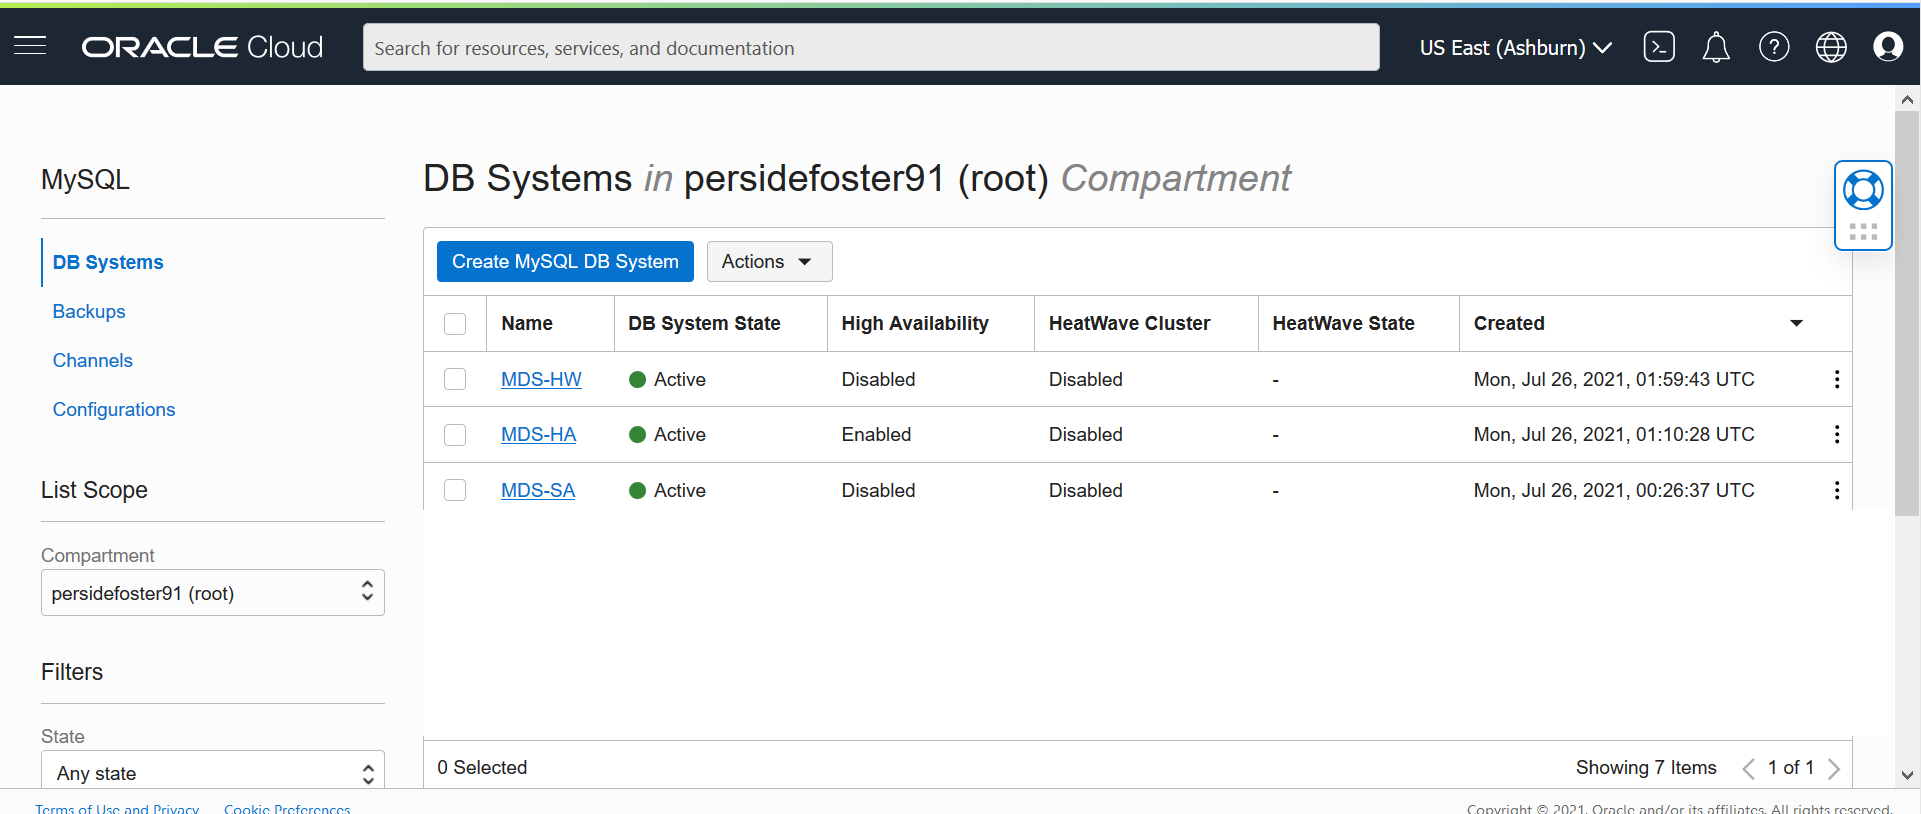 ORACLE Cloud
Search for resources, services, and documentation
US East (Ashburn)
MySQL
DB Systems
Backups
Channels
Configurations
List Scope
Compartment
persidefoster91 (root)
Filters
State
Any state
DB Systems in persidefoster91 (root) Compartment
Create MySQL DB System Actions
Name DB System State High Availability HeatWave Cluster HeatWave State Created
MDS-HW Active Disabled Disabled - Mon, Jul 26, 2021, 01:59:43 UTC
MDS-HA Active Enabled Disabled - Mon, Jul 26, 2021, 01:10:28 UTC
MDS-SA Active Disabled Disabled - Mon, Jul 26, 2021, 00:26:37 UTC
0 Selected Showing 7 Items 1 of 1
Terms of Use and Privacy Cookie Preferences Copyright © 2021, Oracle and/or its affiliates. All rights reserved.